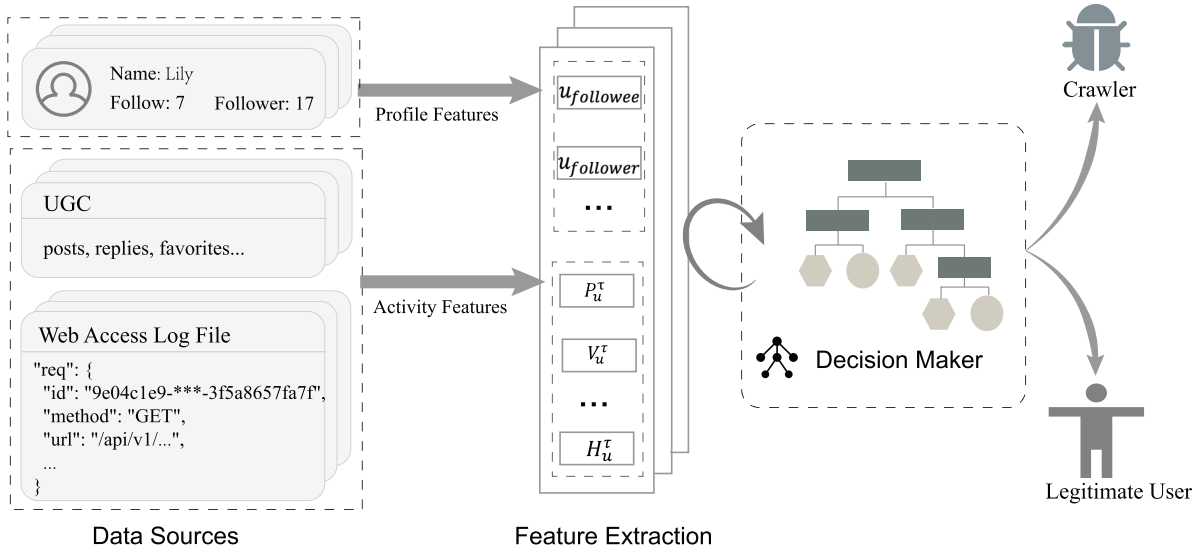 Name: Lily
Follow: 7 Follower: 17
UGC
posts, replies, favorites...
Web Access Log File
"req": {
"id": "9e04c1e9-***-3f5a8657fa7f",
"method": "GET",
"url": "/api/v1/...",
...
}
Data Sources
Profile Features
Activity Features
u_followee
u_follower
...
P_u^τ
V_u^τ
...
H_u^τ
Feature Extraction
Decision Maker
Crawler
Legitimate User